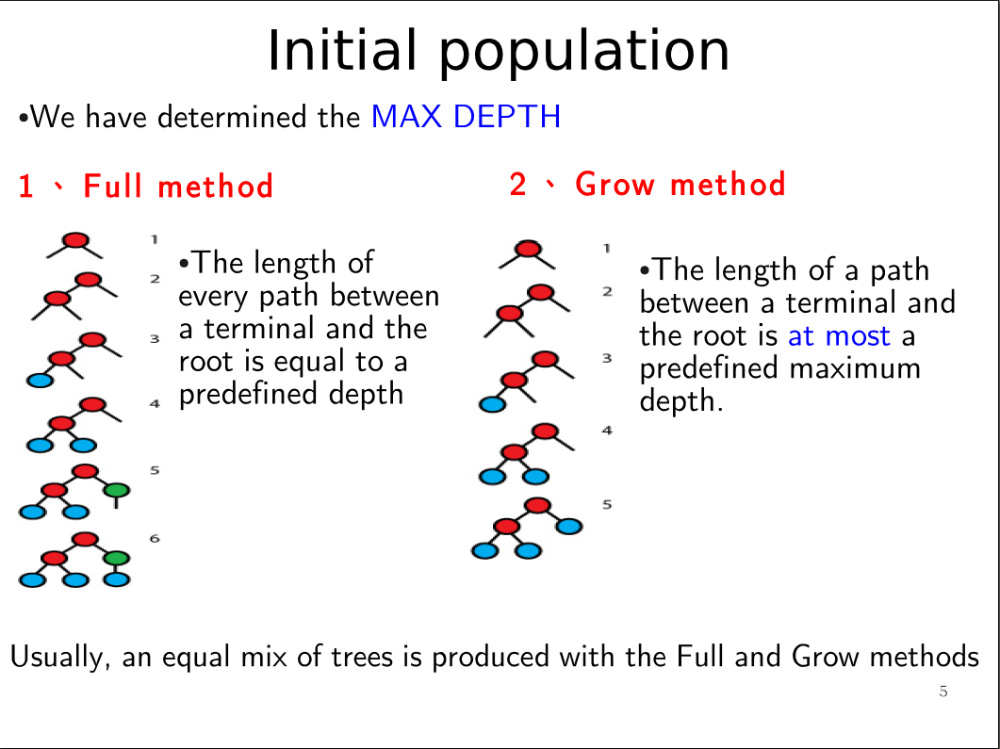 Initial population
•We have determined the MAX DEPTH
1 、 Full method
1
2
3
4
5
6
•The length of
every path between
a terminal and the
root is equal to a
predefined depth
2 、 Grow method
1
2
3
4
5
•The length of a path
between a terminal and
the root is at most a
predefined maximum
depth.
Usually, an equal mix of trees is produced with the Full and Grow methods
5